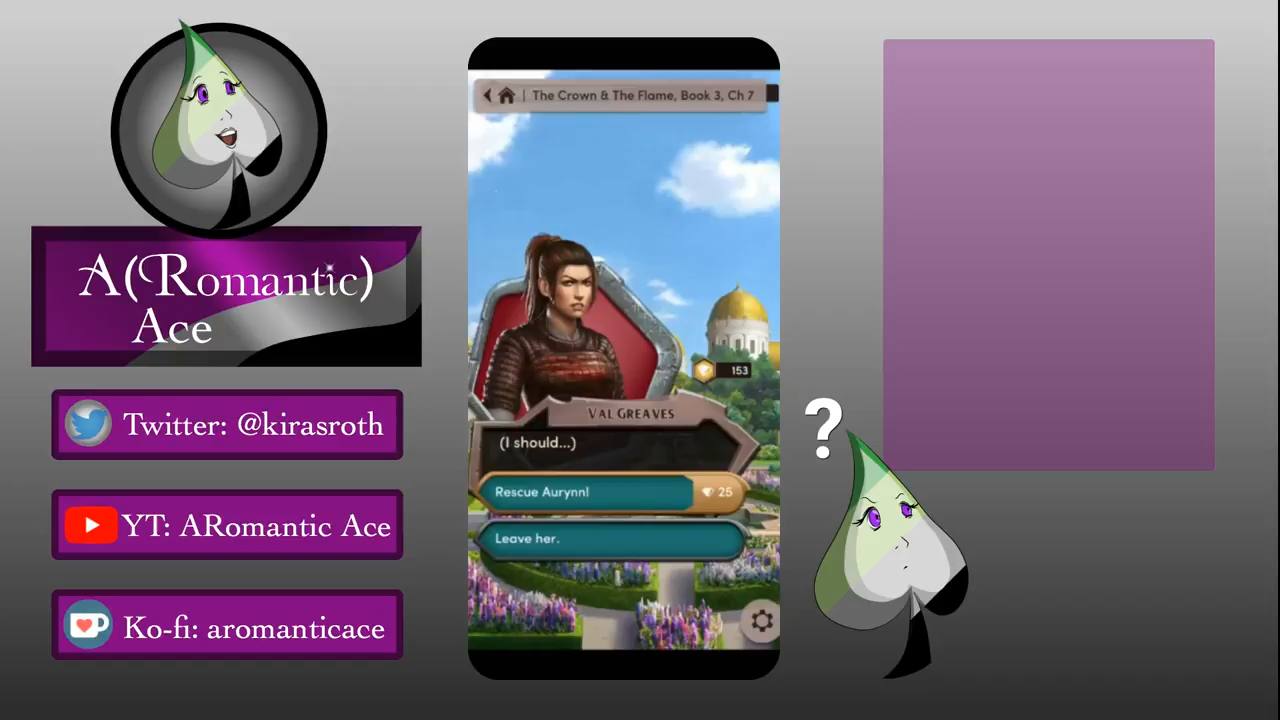 A(Romantic)
Ace
Twitter: @kirasroth
YT: ARomantic Ace
Ko-fi: aromanticace
| The Crown & The Flame, Book 3, Ch 7
153
VAL GREAVES
(I should...)
Rescue Aurynn! 25
Leave her.
?